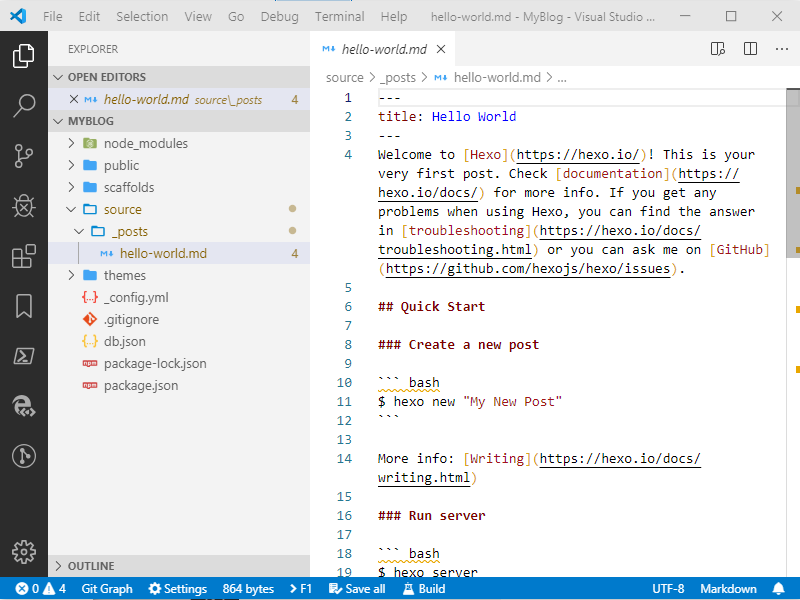 File Edit Selection View Go Debug Terminal Help hello-world.md - MyBlog - Visual Studio ...
EXPLORER
OPEN EDITORS
hello-world.md source\_posts 4
MYBLOG
node_modules
public
scaffolds
source
_posts
hello-world.md 4
themes
_config.yml
.gitignore
db.json
package-lock.json
package.json
OUTLINE
hello-world.md
source > _posts > hello-world.md > ...
1 ---
2 title: Hello World
3 ---
4 Welcome to [Hexo](https://hexo.io/)! This is your
very first post. Check [documentation](https://
hexo.io/docs/) for more info. If you get any
problems when using Hexo, you can find the answer
in [troubleshooting](https://hexo.io/docs/
troubleshooting.html) or you can ask me on [GitHub]
(https://github.com/hexojs/hexo/issues).
5
6 ## Quick Start
7
8 ### Create a new post
9
10 ``` bash
11 $ hexo new "My New Post"
12 ```
13
14 More info: [Writing](https://hexo.io/docs/
writing.html)
15
16 ### Run server
17
18 ``` bash
19 $ hexo server
0 4 Git Graph Settings 864 bytes F1 Save all Build UTF-8 Markdown